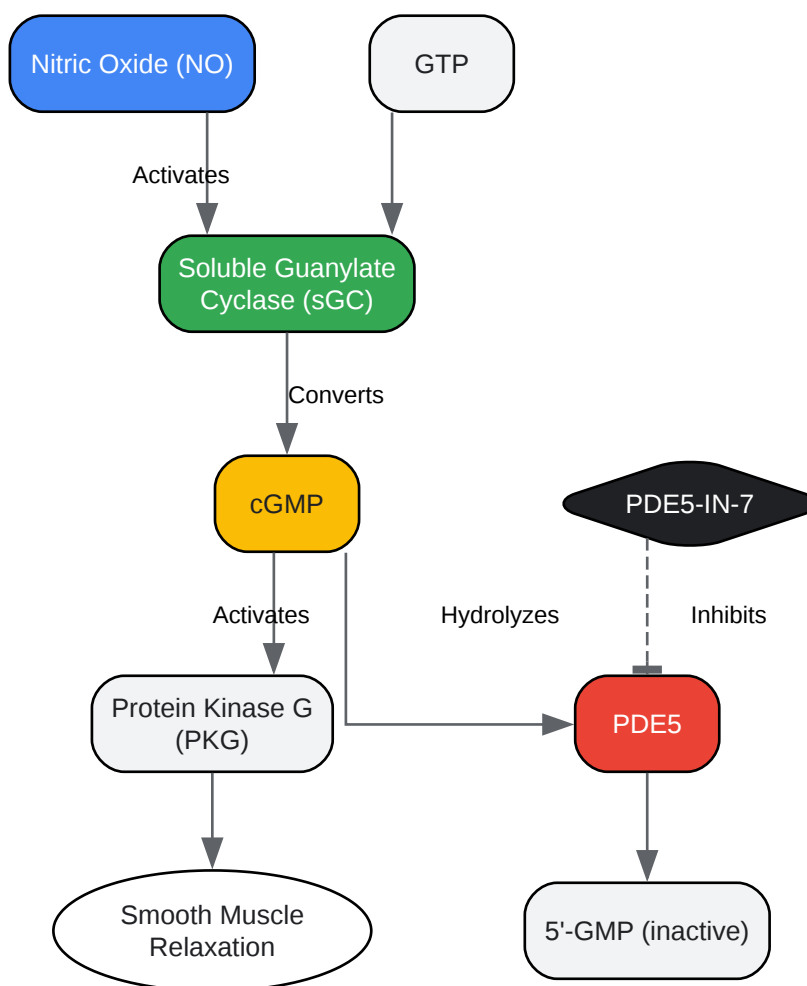 Nitric Oxide (NO)
GTP
Activates
Soluble Guanylate
Cyclase (sGC)
Converts
cGMP
PDE5-IN-7
Activates
Hydrolyzes
Inhibits
Protein Kinase G
(PKG)
PDE5
Smooth Muscle
Relaxation
5'-GMP (inactive)